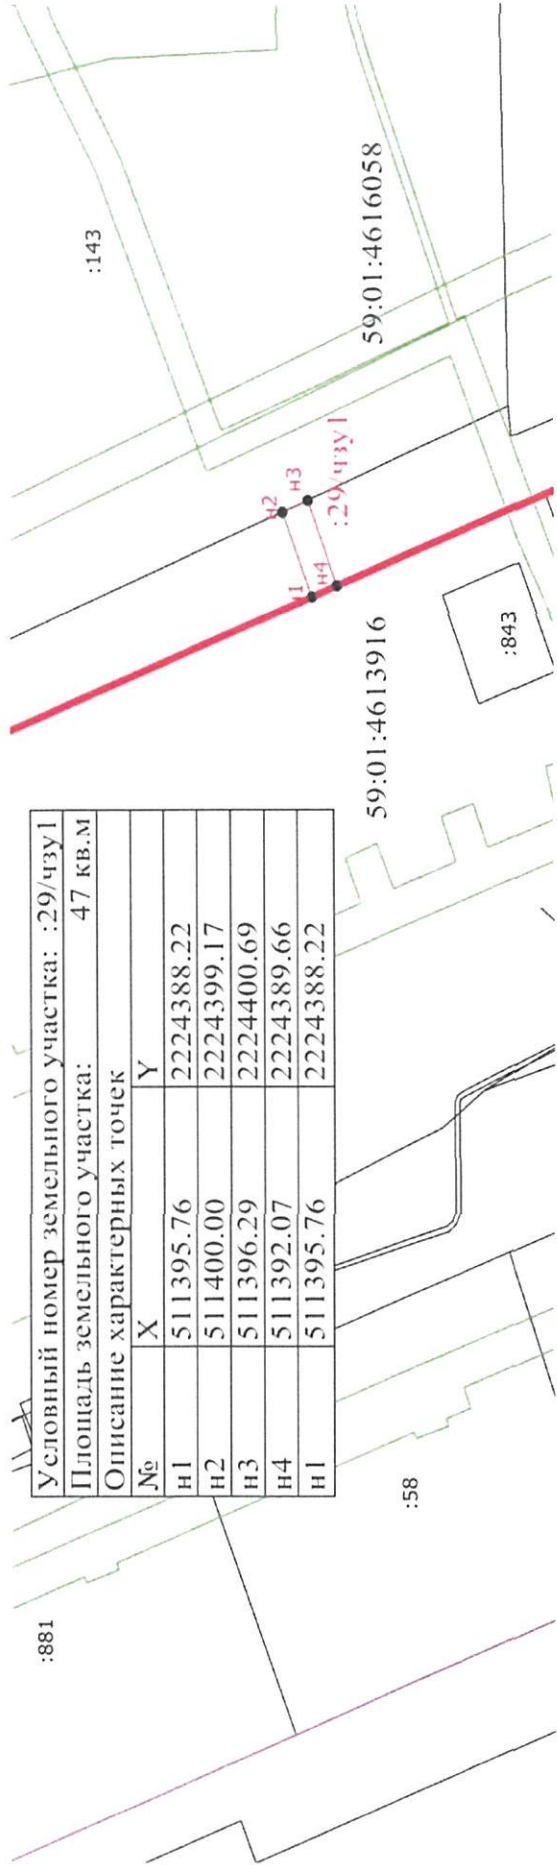 Условный номер земельного участка: :29/чзу1
Площадь земельного участка: 47 кв.м
Описание характерных точек
№ X Y
н1 511395.76 2224388.22
н2 511400.00 2224399.17
н3 511396.29 2224400.69
н4 511392.07 2224389.66
н1 511395.76 2224388.22
:881
:58
:143
59:01:4616058
н2
н3
н1
н4
:29/чзу1
59:01:4613916
:843